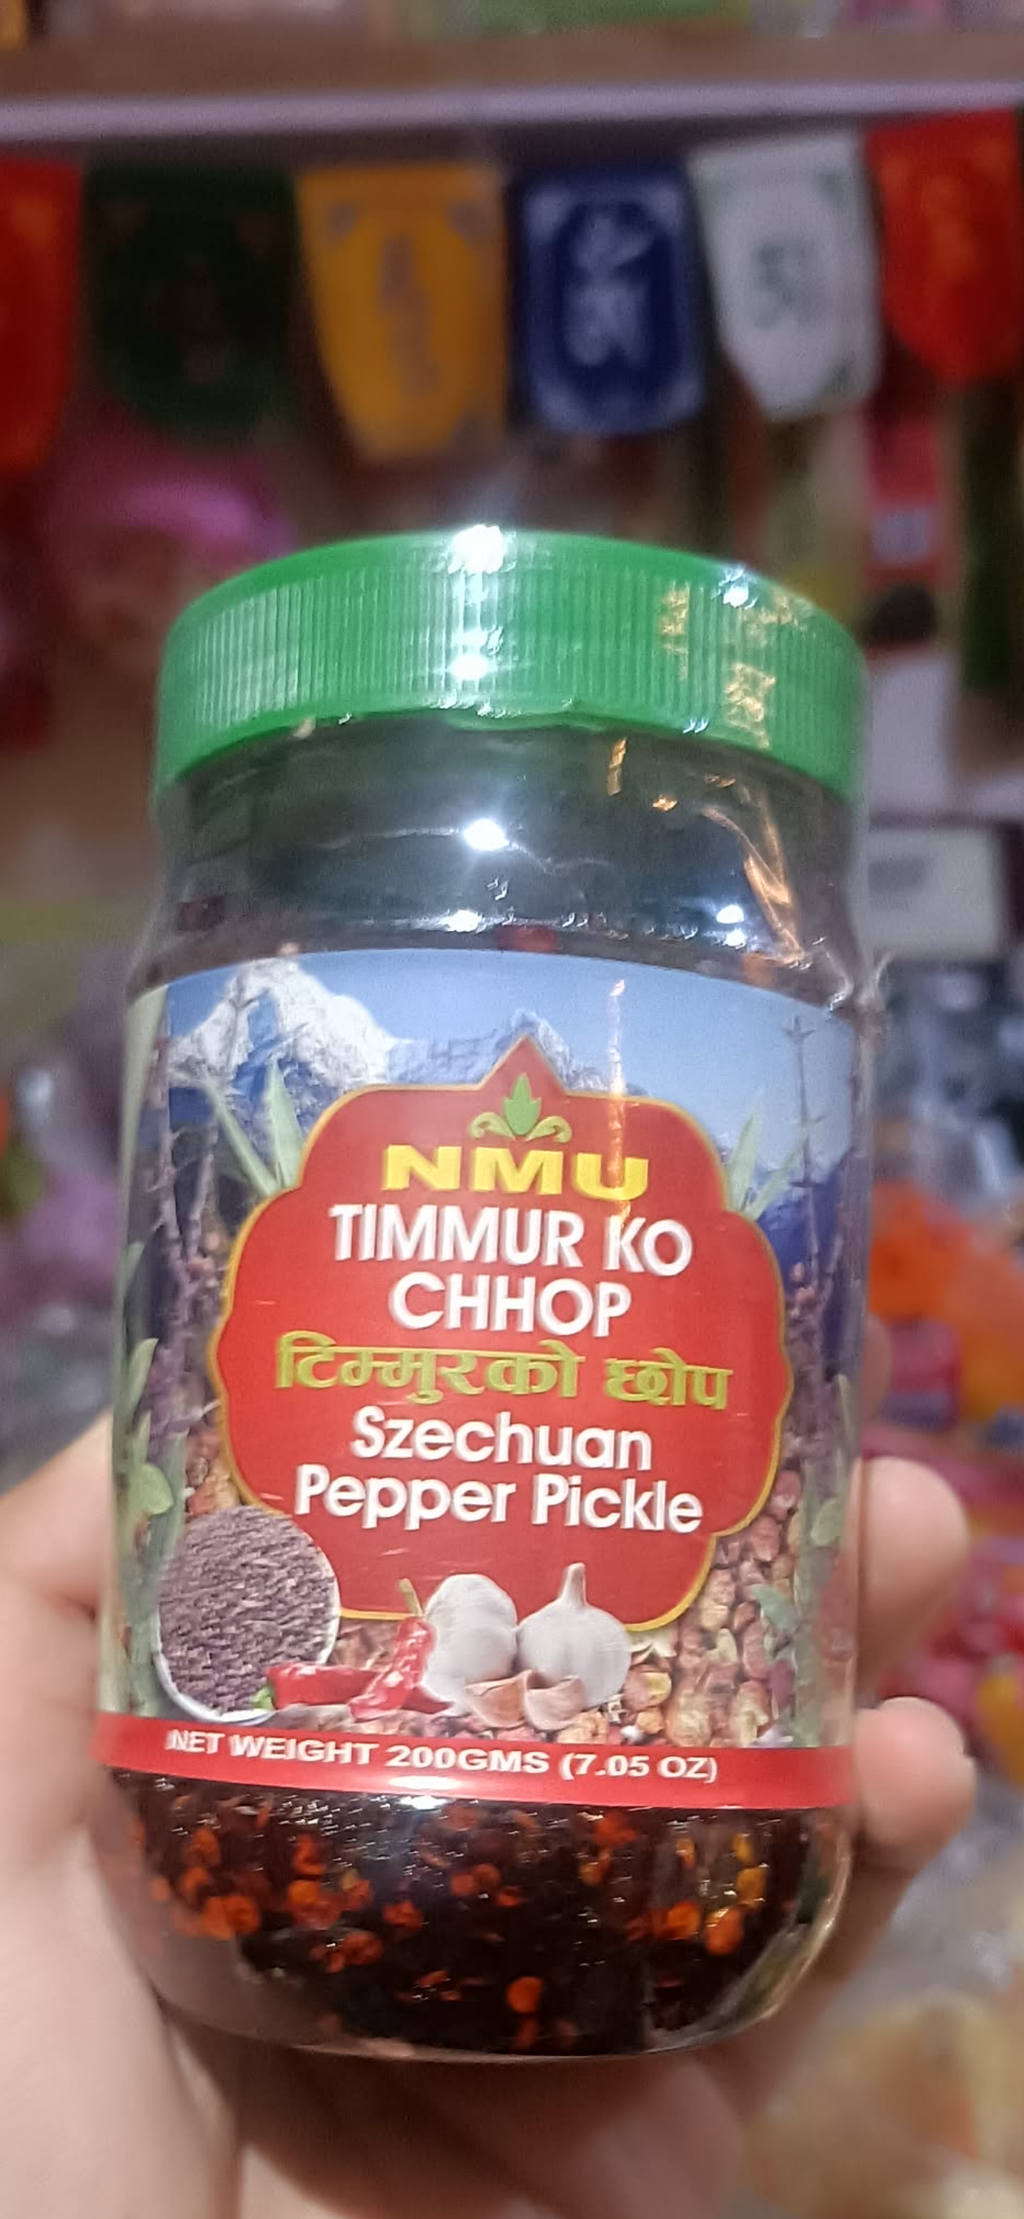 NMU
TIMMUR KO
CHHOP
टिम्मुरको छोप
Szechuan
Pepper Pickle
NET WEIGHT 200GMS (7.05 OZ)